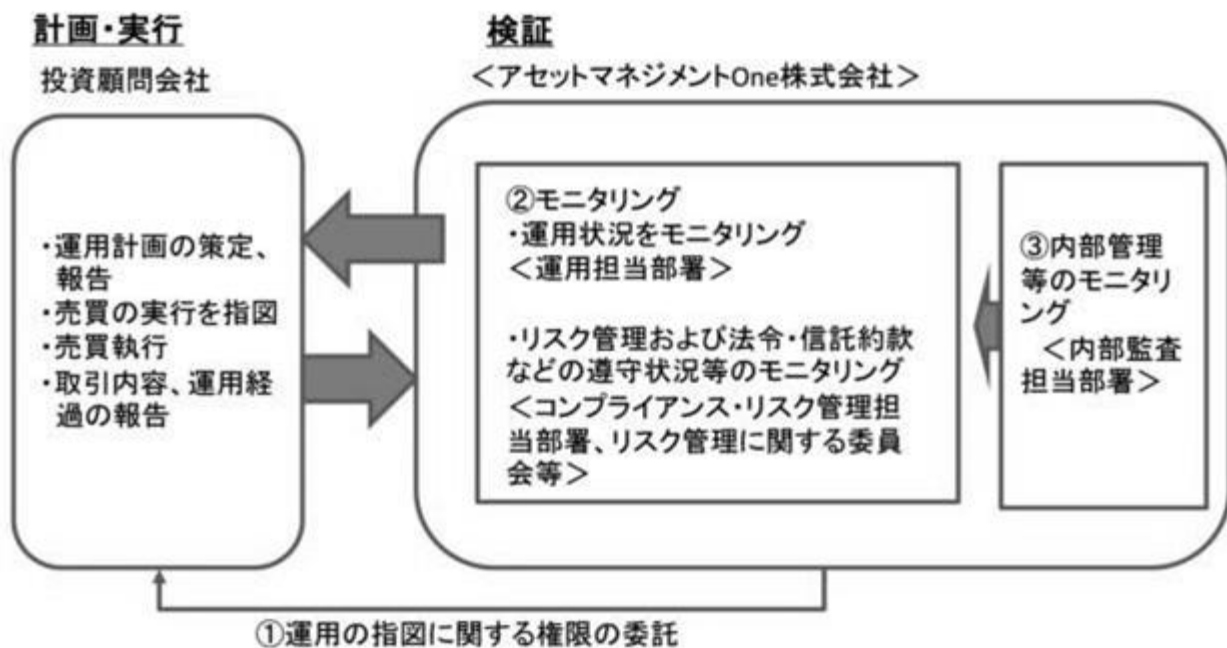 計画・実行
投資顧問会社
・運用計画の策定、
報告
・売買の実行を指図
・売買執行
・取引内容、運用経
過の報告
検証
＜アセットマネジメントOne株式会社＞
②モニタリング
・運用状況をモニタリング
＜運用担当部署＞
・リスク管理および法令・信託約款
などの遵守状況等のモニタリング
＜コンプライアンス・リスク管理担
当部署、リスク管理に関する委員
会等＞
③内部管理
等のモニタリ
ング
＜内部監査
担当部署＞
①運用の指図に関する権限の委託